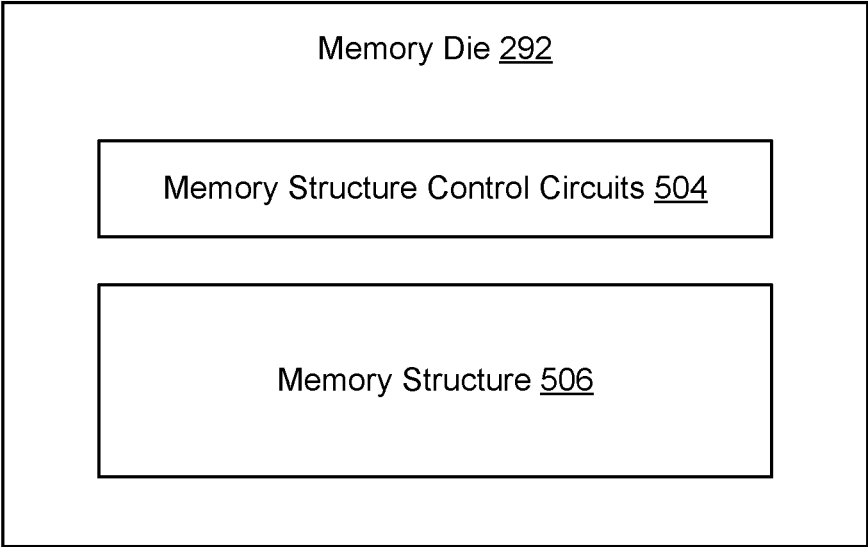 Memory Die 292
Memory Structure Control Circuits 504
Memory Structure 506